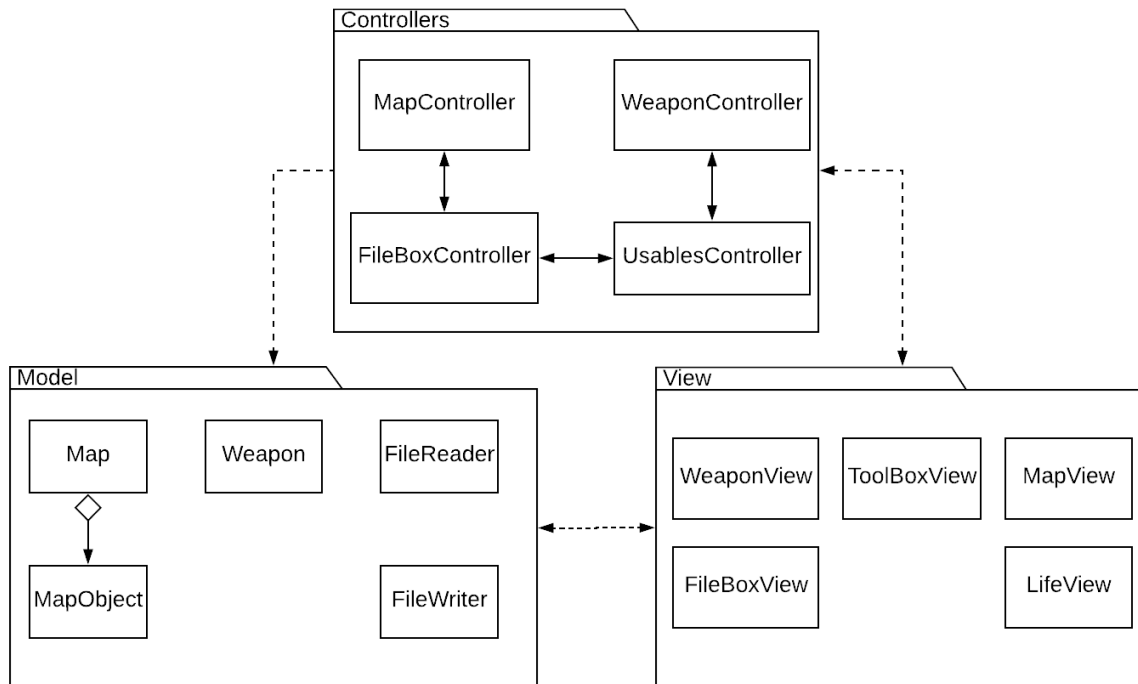 Controllers
MapController
WeaponController
FileBoxController
UsablesController
Model
Map
Weapon
FileReader
MapObject
FileWriter
View
WeaponView
ToolBoxView
MapView
FileBoxView
LifeView